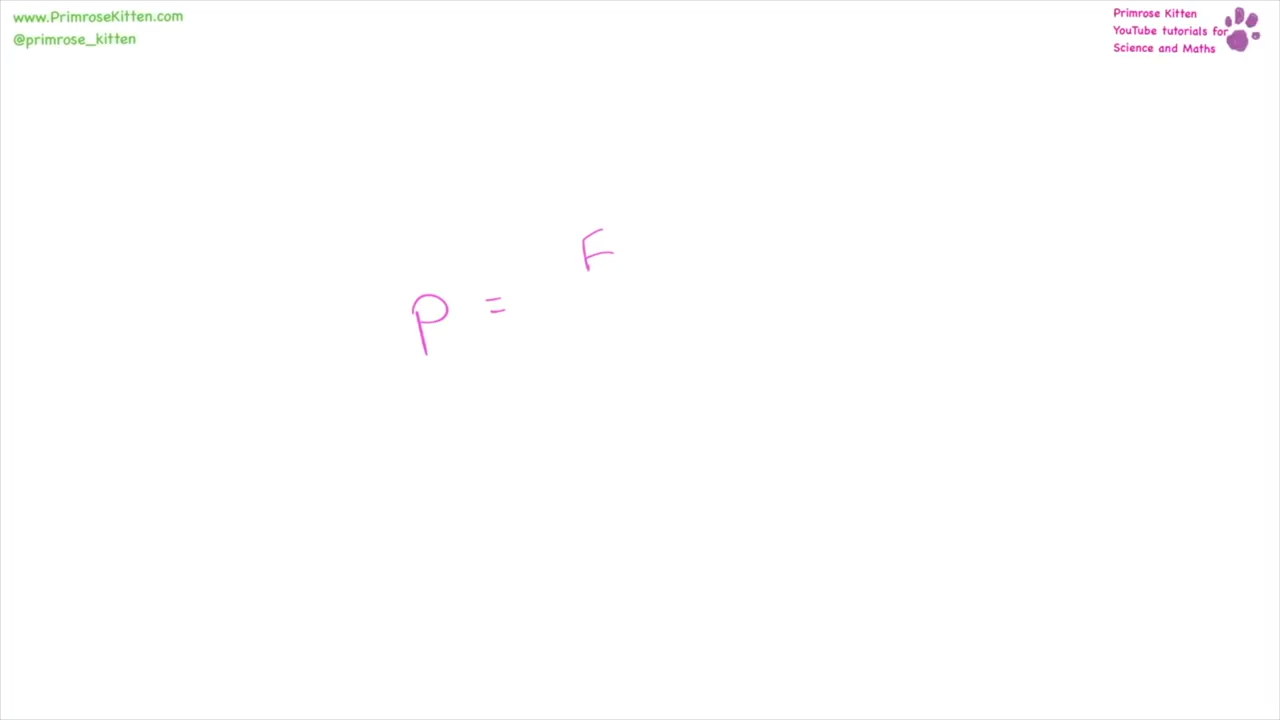 www.PrimroseKitten.com
@primrose_kitten
Primrose Kitten
YouTube tutorials for
Science and Maths
F
P =